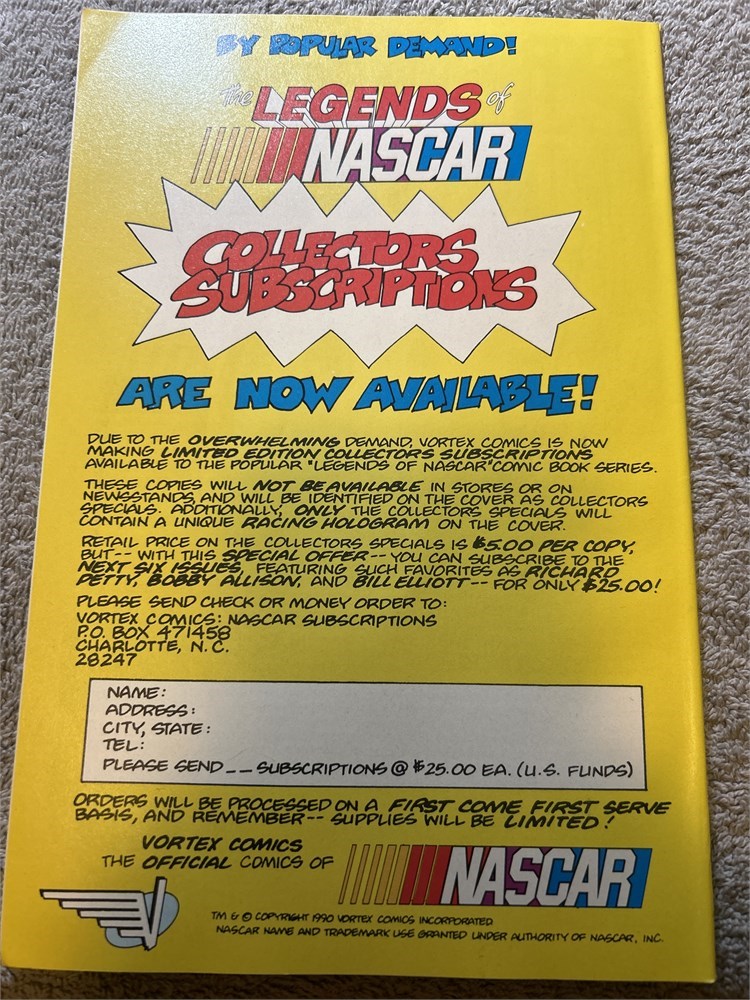 BY POPULAR DEMAND!
The LEGENDS of
NASCAR
COLLECTORS
SUBSCRIPTIONS
ARE NOW AVAILABLE!
DUE TO THE OVERWHELMING DEMAND, VORTEX COMICS IS NOW
MAKING LIMITED EDITION COLLECTORS SUBSCRIPTIONS
AVAILABLE TO THE POPULAR "LEGENDS OF NASCAR" COMIC BOOK SERIES.
THESE COPIES WILL NOT BE AVAILABLE IN STORES OR ON
NEWSSTANDS AND WILL BE IDENTIFIED ON THE COVER AS COLLECTORS
SPECIALS. ADDITIONALLY, ONLY THE COLLECTORS SPECIALS WILL
CONTAIN A UNIQUE RACING HOLOGRAM ON THE COVER.
RETAIL PRICE ON THE COLLECTORS SPECIALS IS $5.00 PER COPY,
BUT -- WITH THIS SPECIAL OFFER -- YOU CAN SUBSCRIBE TO THE
NEXT SIX ISSUES, FEATURING SUCH FAVORITES AS RICHARD
PETTY, BOBBY ALLISON, AND BILL ELLIOTT -- FOR ONLY $25.00!
PLEASE SEND CHECK OR MONEY ORDER TO:
VORTEX COMICS: NASCAR SUBSCRIPTIONS
P.O. BOX 471458
CHARLOTTE, N.C.
28247
NAME:
ADDRESS:
CITY, STATE:
TEL:
PLEASE SEND __ SUBSCRIPTIONS @ $25.00 EA. (U.S. FUNDS)
ORDERS WILL BE PROCESSED ON A FIRST COME FIRST SERVE
BASIS, AND REMEMBER-- SUPPLIES WILL BE LIMITED!
VORTEX COMICS
THE OFFICIAL COMICS OF
NASCAR
V
TM & © COPYRIGHT 1990 VORTEX COMICS INCORPORATED
NASCAR NAME AND TRADEMARK USE GRANTED UNDER AUTHORITY OF NASCAR, INC.